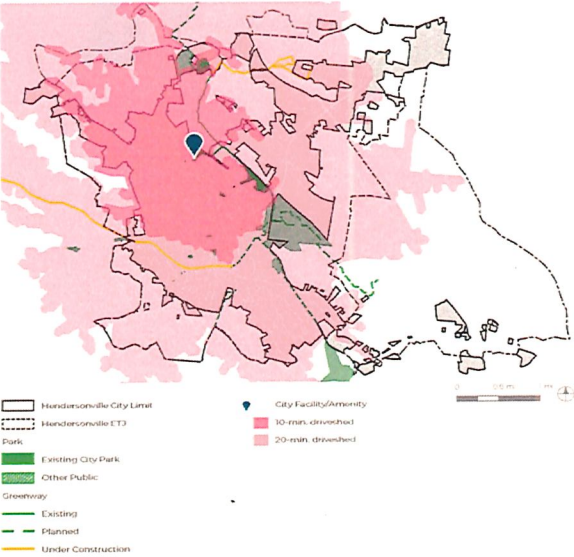 Hendersonville City Limit
Hendersonville ETJ
Park
Existing City Park
Other Public
Greenway
Existing
Planned
Under Construction
City Facility/Amenity
10-min. driveshed
20-min. driveshed
0